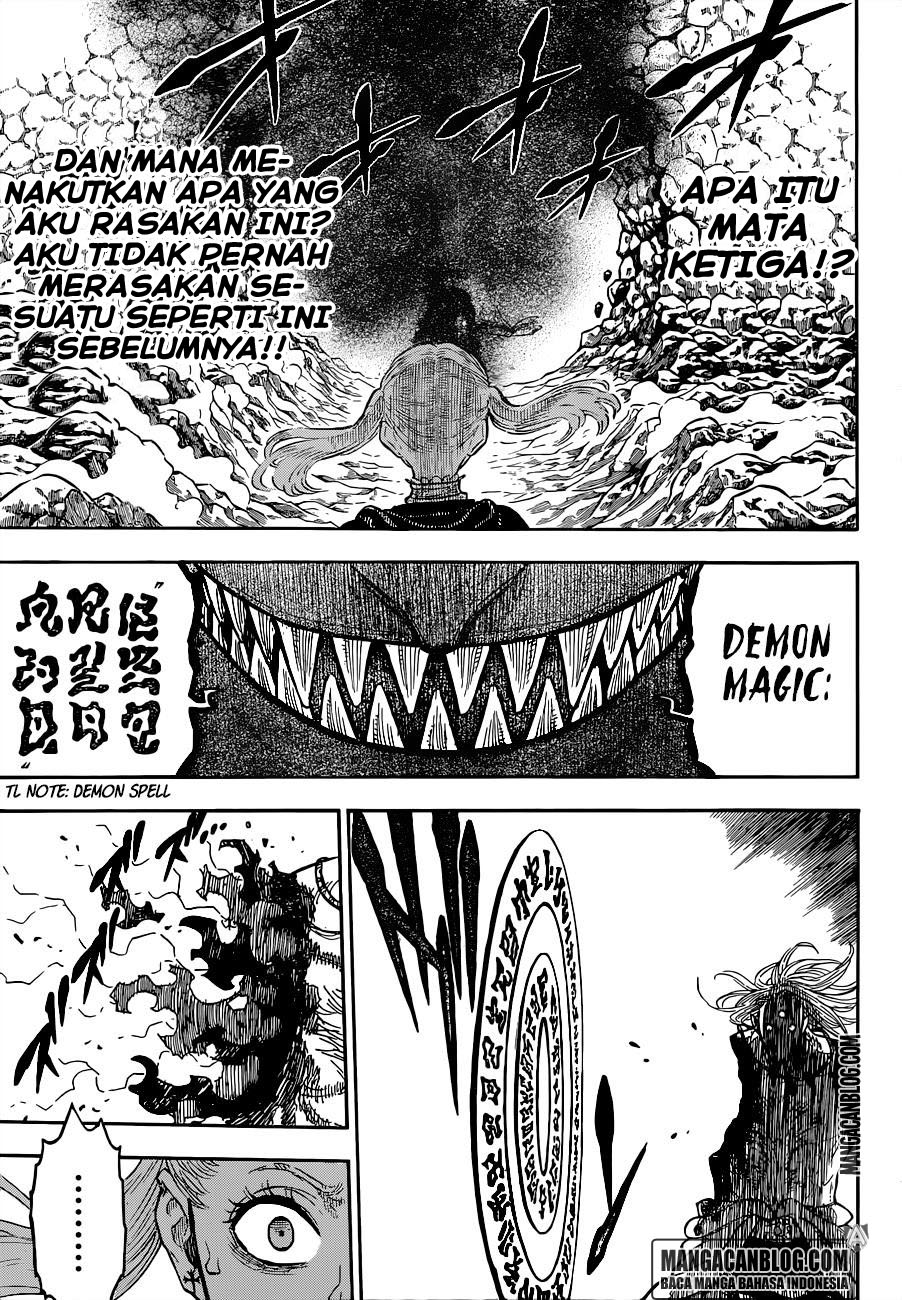 APA ITU
MATA
KETIGA!?
DAN MANA ME-
NAKUTKAN APA YANG
AKU RASAKAN INI?
AKU TIDAK PERNAH
MERASAKAN SE-
SUATU SEPERTI INI
SEBELUMNYA!!
DEMON
MAGIC:
TL NOTE: DEMON SPELL
.........
MANGACANBLOG.COM
MANGACANBLOG.COM
BACA MANGA BAHASA INDONESIA